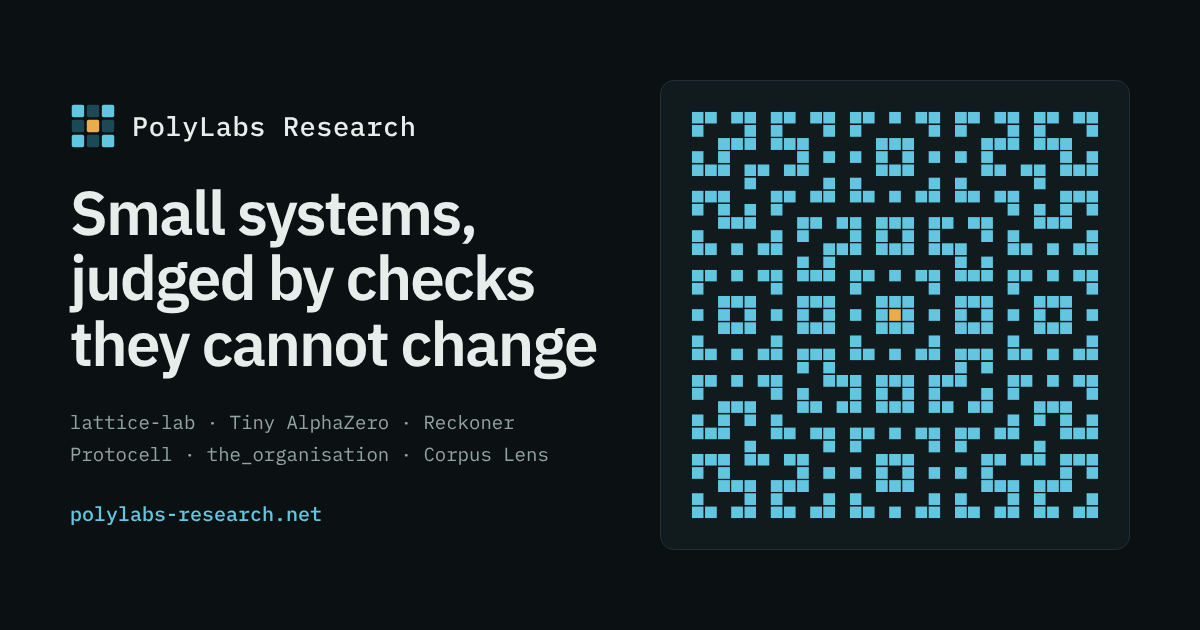 PolyLabs Research
Small systems,
judged by checks
they cannot change
lattice-lab · Tiny AlphaZero · Reckoner
Protocell · the_organisation · Corpus Lens
polylabs-research.net